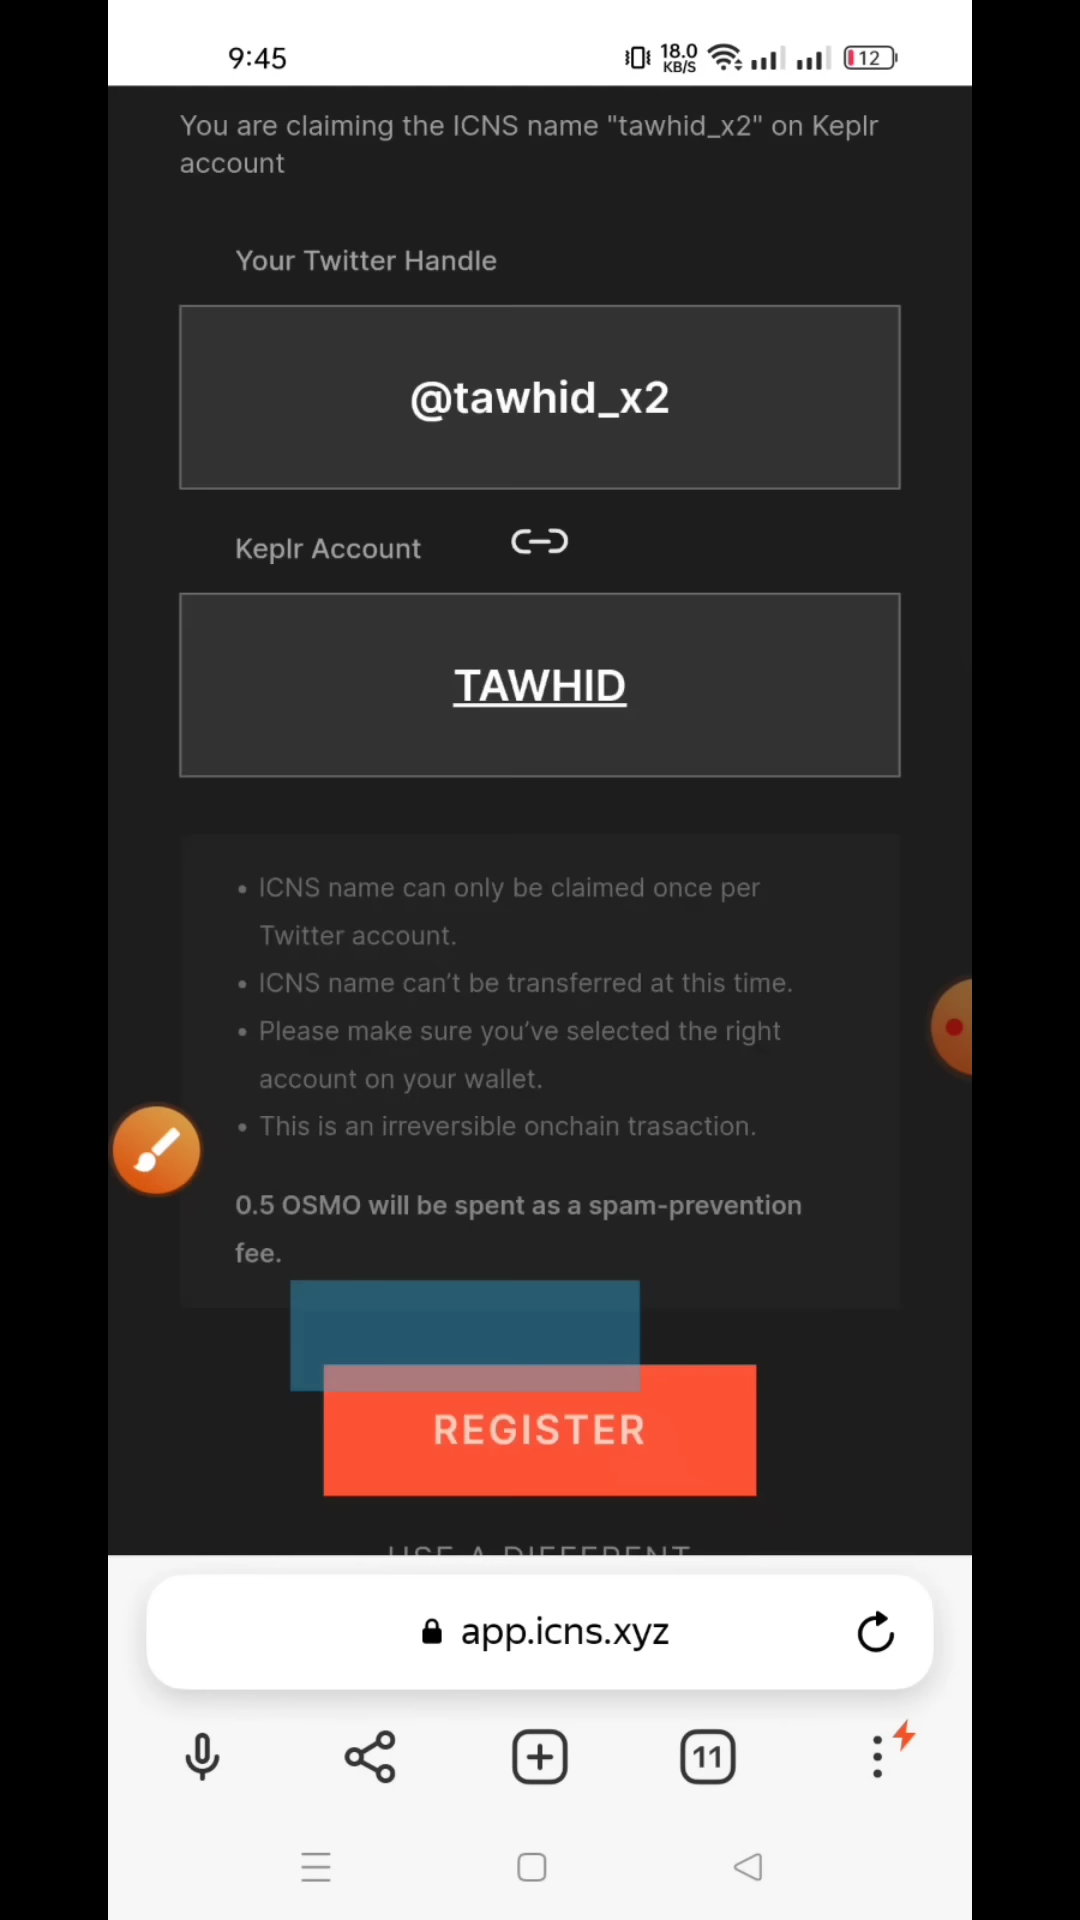 9:45
18.0
KB/S
12
You are claiming the ICNS name "tawhid_x2" on Keplr
account
Your Twitter Handle
@tawhid_x2
Keplr Account
TAWHID
• ICNS name can only be claimed once per
Twitter account.
• ICNS name can’t be transferred at this time.
• Please make sure you’ve selected the right
account on your wallet.
• This is an irreversible onchain trasaction.
0.5 OSMO will be spent as a spam-prevention
fee.
REGISTER
USE A DIFFERENT
app.icns.xyz
11